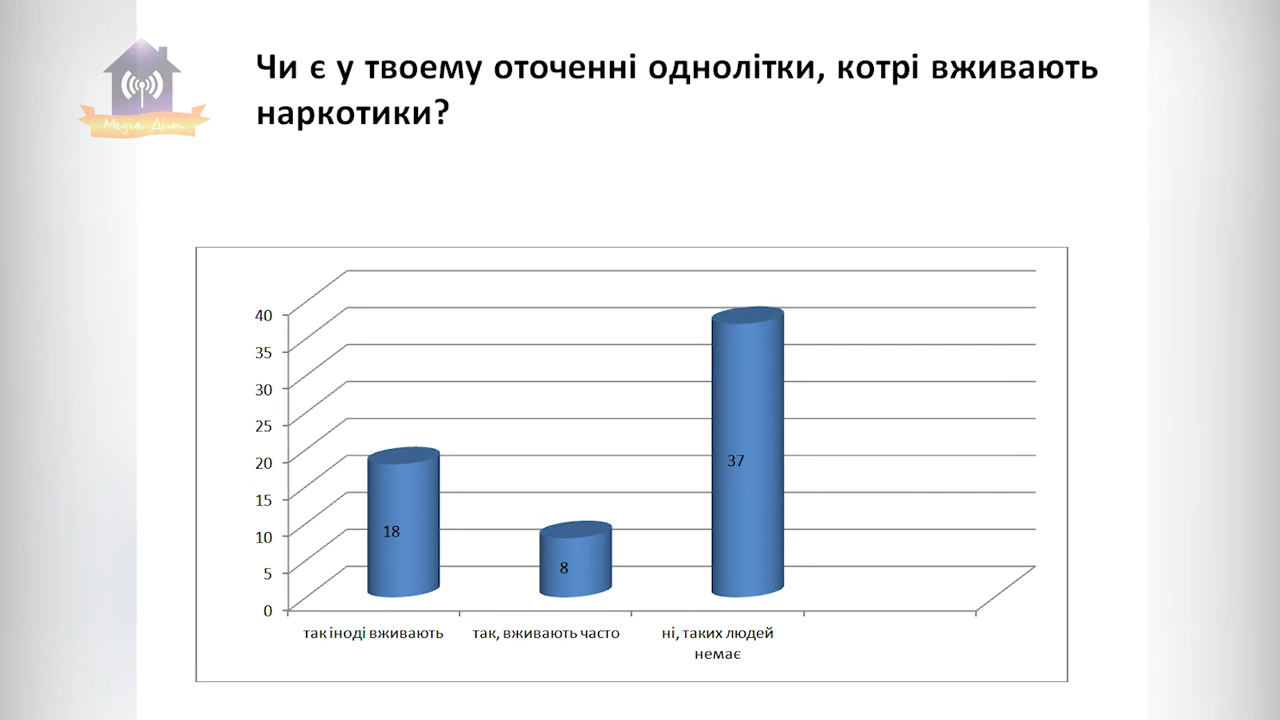 Медіа Дім
Чи є у твоему оточенні однолітки, котрі вживають
наркотики?
40
35
30
25
20
15
10
5
0
18
8
37
так іноді вживають
так, вживають часто
ні, таких людей
немає